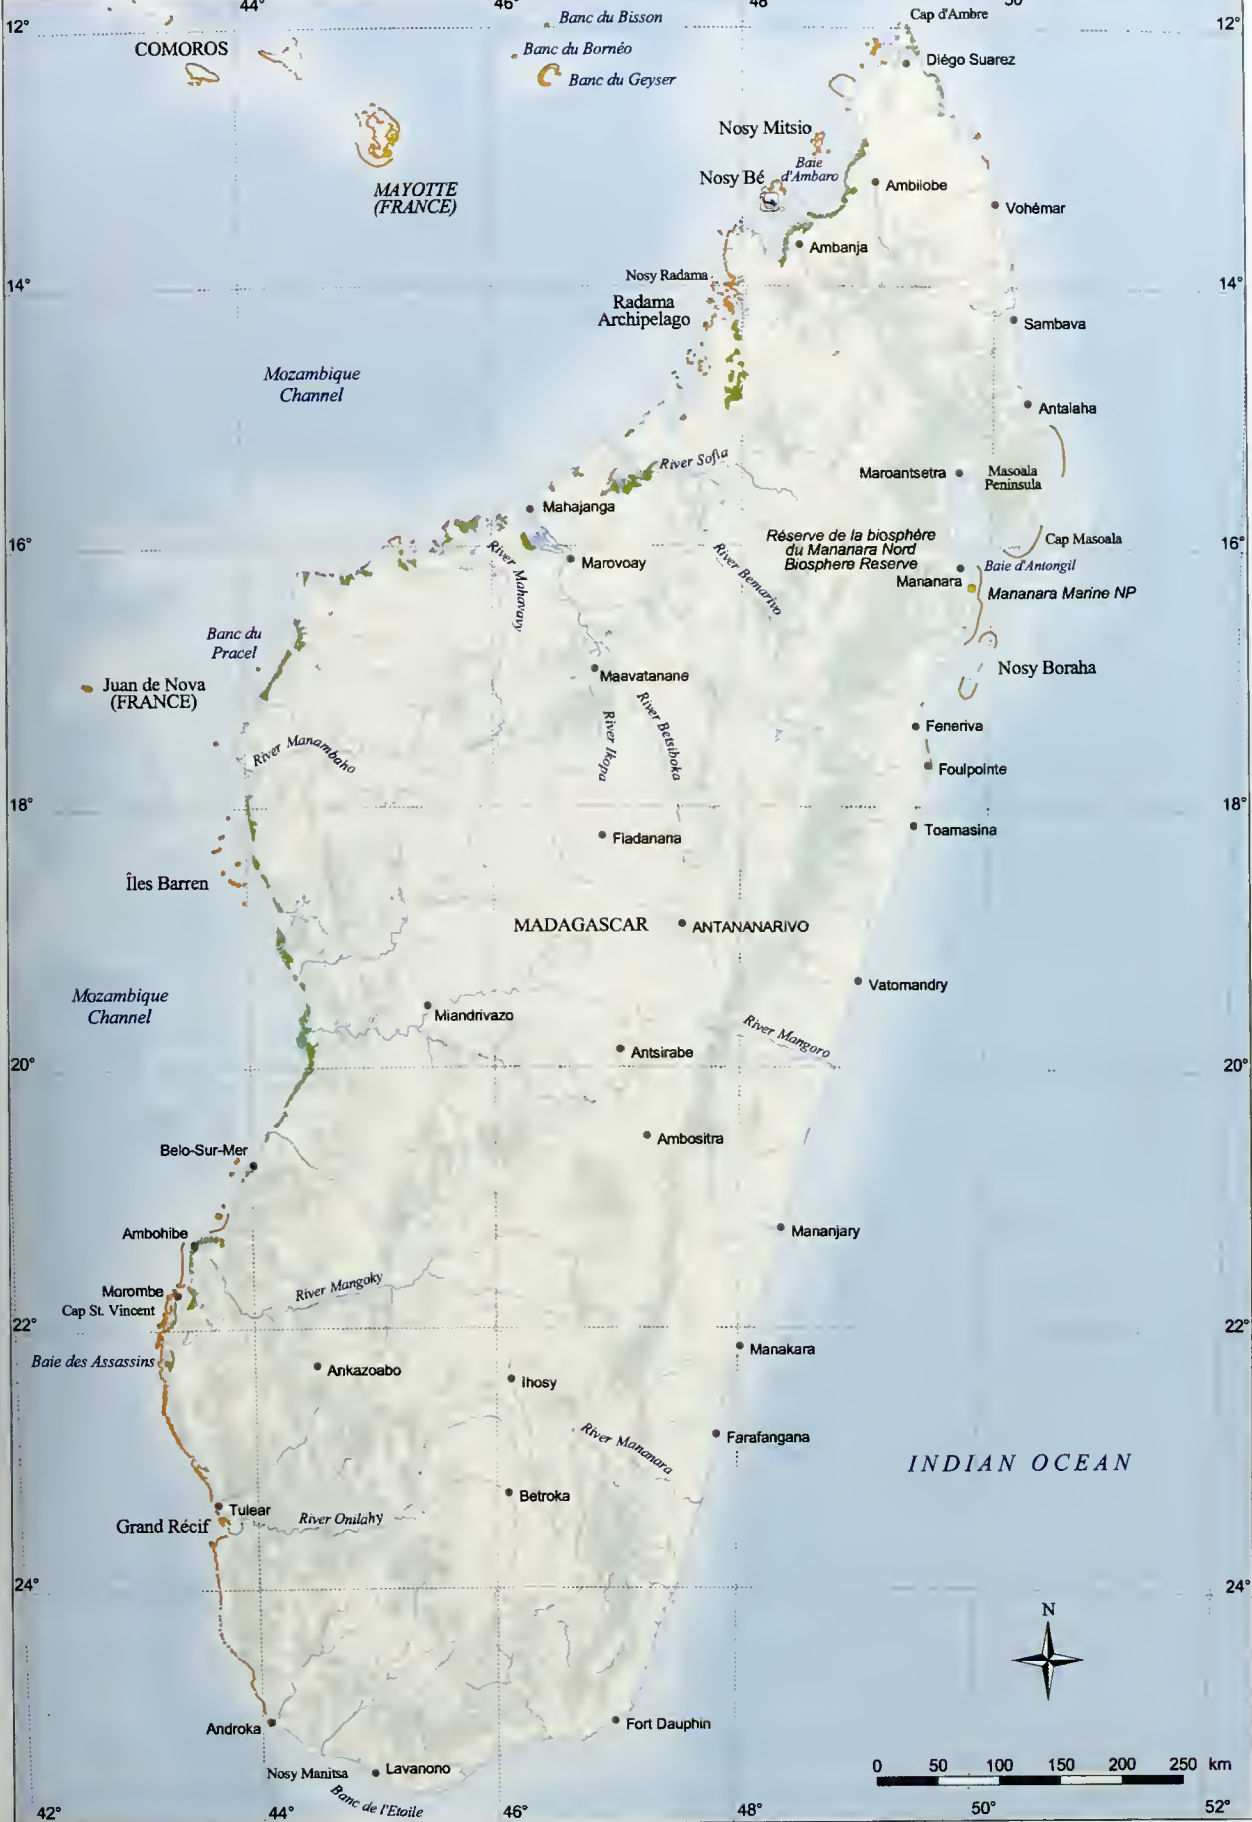 44°
46°
48
50°
12°
12°
Banc du Bisson
Cap d'Ambre
COMOROS
Banc du Bornéo
Diégo Suarez
Banc du Geyser
Nosy Mitsio
Baie
d'Ambaro
Nosy Bé
MAYOTTE
(FRANCE)
Ambilobe
Vohémar
Ambanja
Nosy Radama
14°
14°
Radama
Archipelago
Sambava
Mozambique
Channel
Antalaha
River Sofia
Maroantsetra
Masoala
Peninsula
Mahajanga
16°
16°
Réserve de la biosphère
du Mananara Nord
Biosphere Reserve
Cap Masoala
River Mahavavy
Marovoay
River Bemarivo
Baie d'Antongil
Mananara
Mananara Marine NP
Banc du
Pracel
Nosy Boraha
Juan de Nova
(FRANCE)
Maevatanane
River Ikopa
River Betsiboka
Feneriva
River Manambaho
Foulpointe
18°
18°
Toamasina
Fiadanana
Îles Barren
MADAGASCAR
ANTANANARIVO
Vatomandry
Mozambique
Channel
Miandrivazo
River Mangoro
Antsirabe
20°
20°
Ambositra
Belo-Sur-Mer
Ambohibe
Mananjary
River Mangoky
Morombe
Cap St. Vincent
22°
22°
Manakara
Baie des Assassins
Ankazoabo
Ihosy
River Mananara
Farafangana
INDIAN OCEAN
Betroka
Tulear
Grand Récif
River Onilahy
24°
24°
N
Androka
Fort Dauphin
Nosy Manitsa
Lavanono
Banc de l'Etoile
0 50 100 150 200 250 km
42°
44°
46°
48°
50°
52°